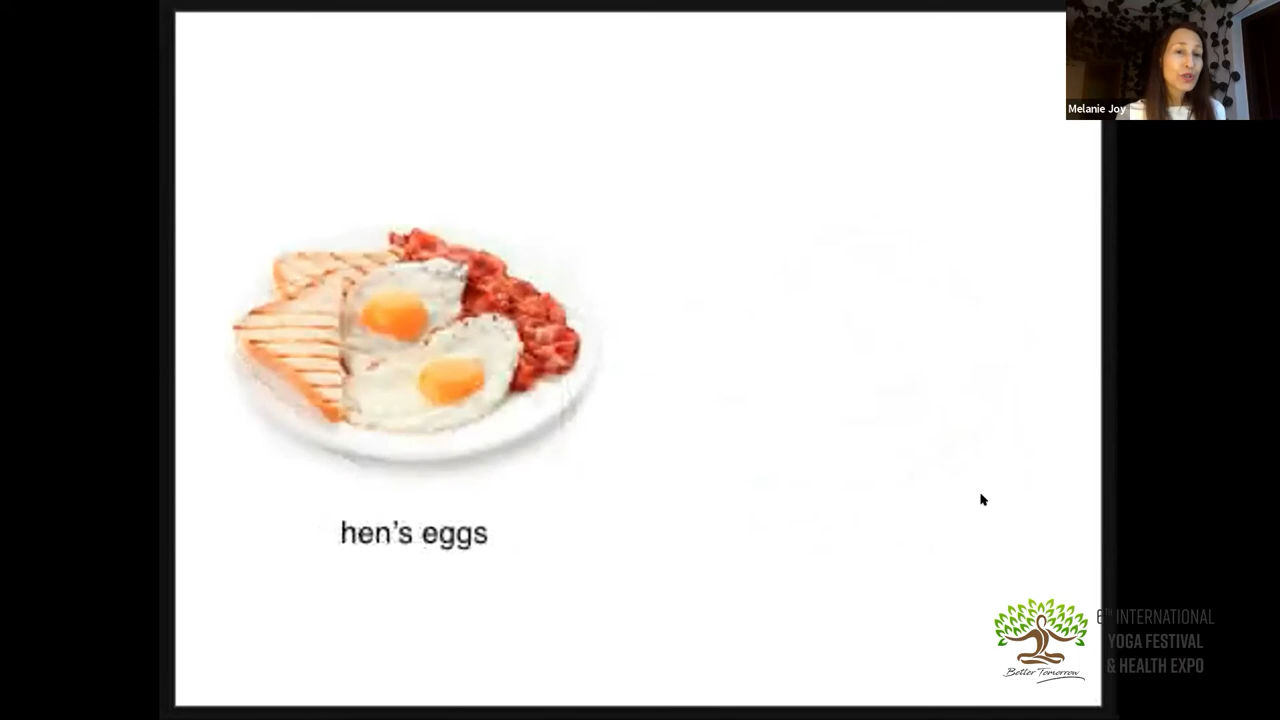 Melanie Joy
hen's eggs
Better Tomorrow
6TH INTERNATIONAL
YOGA FESTIVAL
& HEALTH EXPO